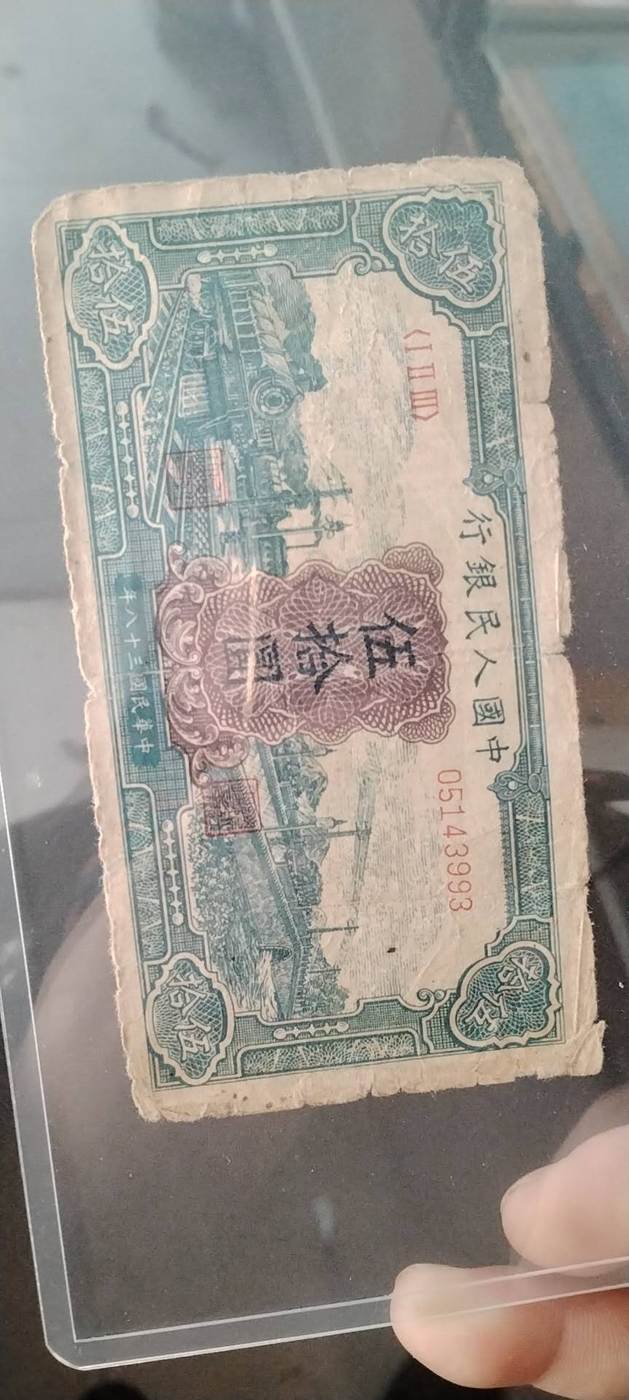 伍拾
伍拾
中國人民銀行
〈I II III〉
05143993
伍拾圓
中華民國三十八年
伍拾
伍拾